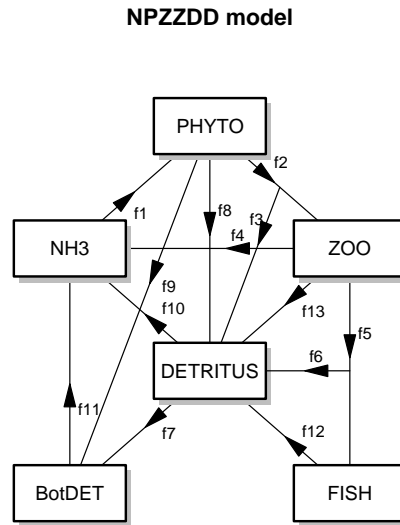 NPZZDD model
PHYTO
f2
f1
f8
f3
f4
NH3
ZOO
f9
f10
f13
f5
f6
DETRITUS
f11
f7
f12
BotDET
FISH